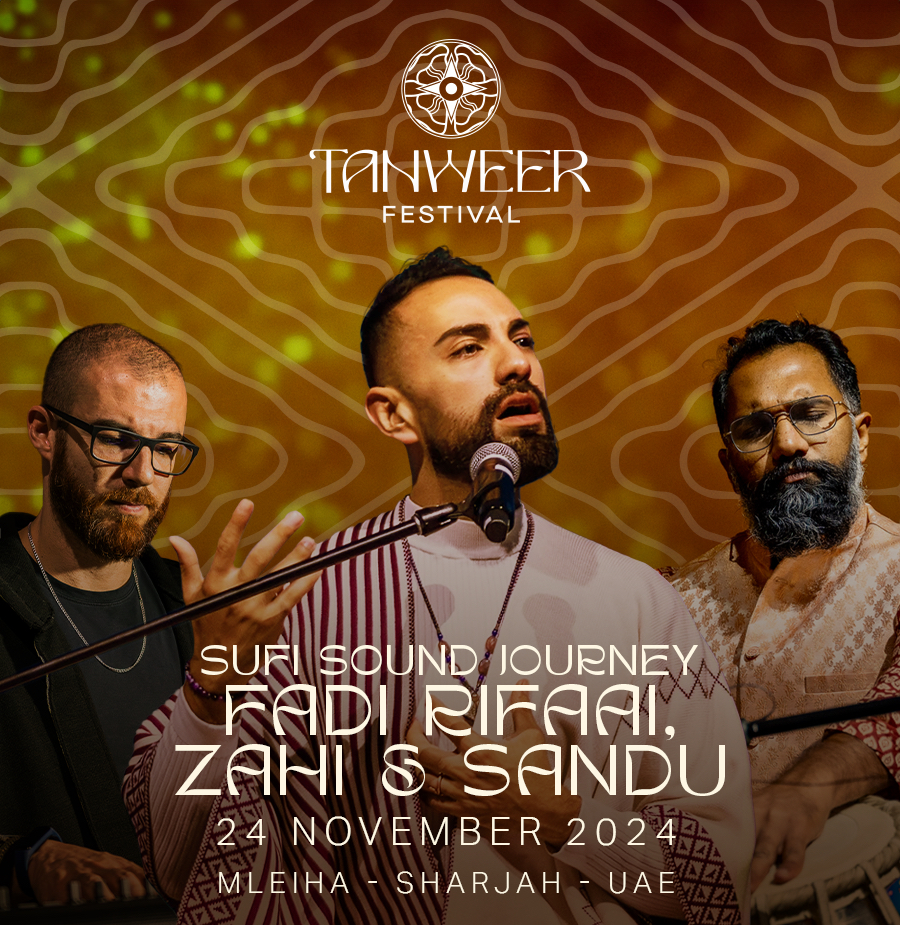 TANWEER
FESTIVAL
SUFI SOUND JOURNEY
FADI RIFAAI,
ZAHI & SANDU
24 NOVEMBER 2024
MLEIHA - SHARJAH - UAE